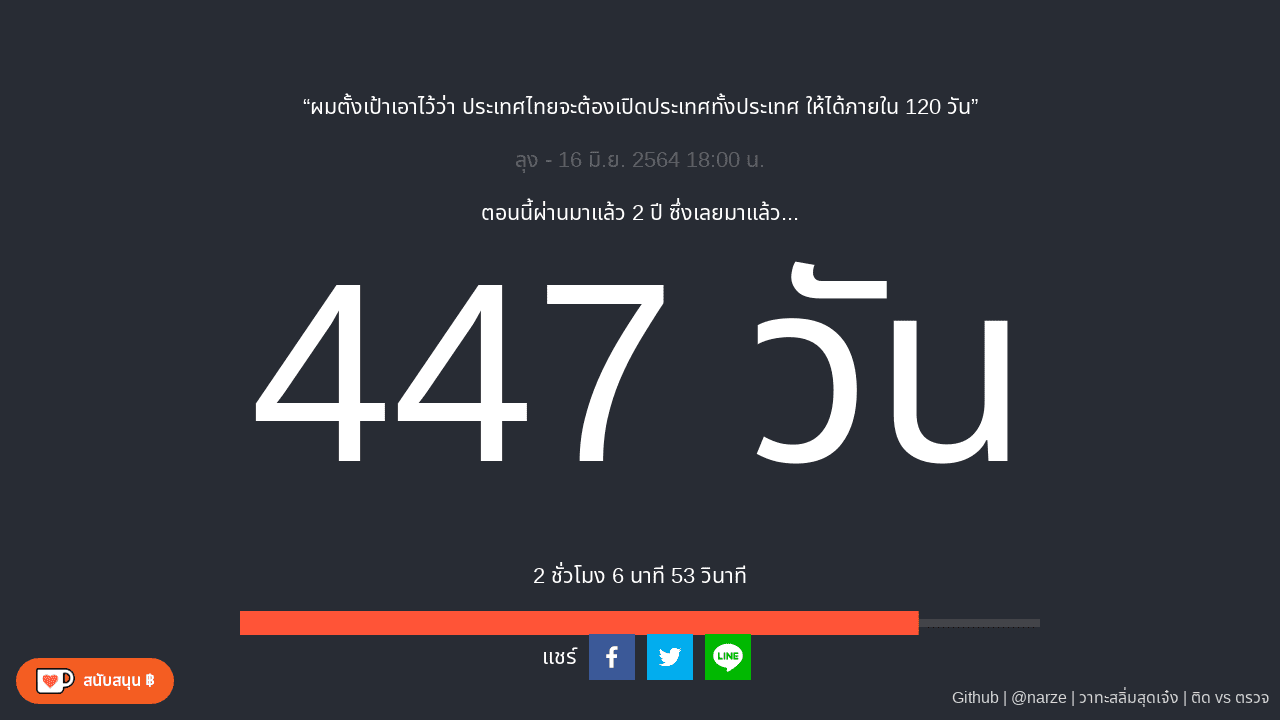 “ผมตั้งเป้าเอาไว้ว่า ประเทศไทยจะต้องเปิดประเทศทั้งประเทศ ให้ได้ภายใน 120 วัน”
ลุง - 16 มิ.ย. 2564 18:00 น.
ตอนนี้ผ่านมาแล้ว 2 ปี ซึ่งเลยมาแล้ว...
447 วัน
2 ชั่วโมง 6 นาที 53 วินาที
แชร์
LINE
สนับสนุน ฿
Github | @narze | วาทะสลิ่มสุดเจ๋ง | ติด vs ตรวจ